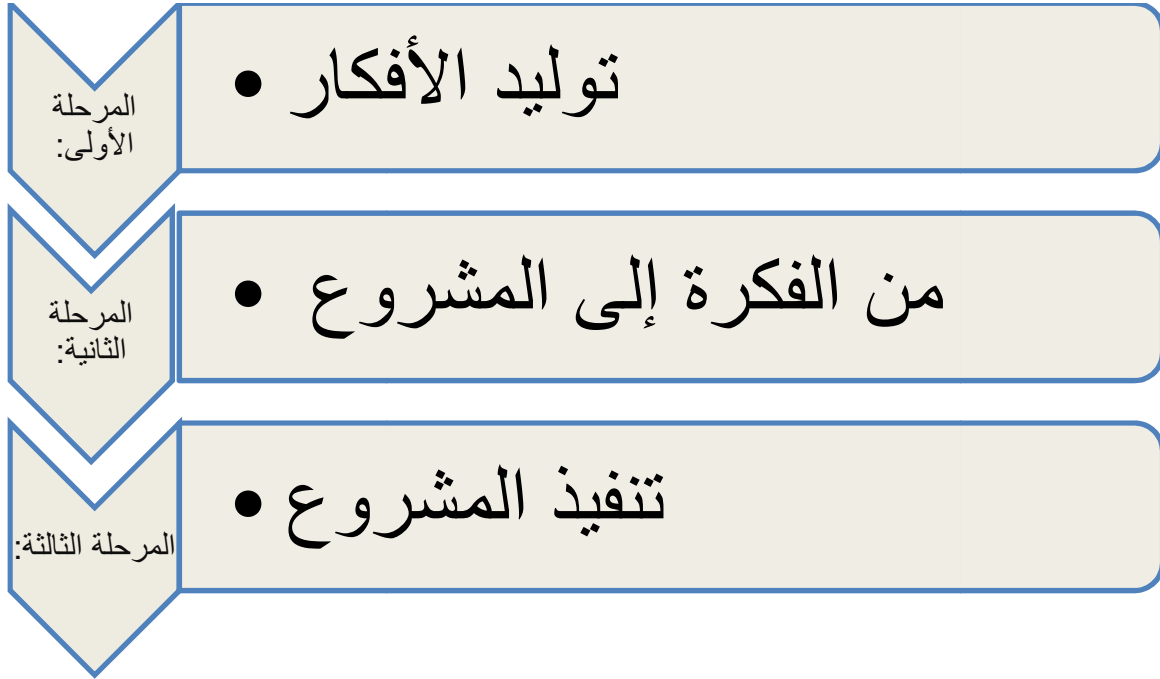 المرحلة
الأولى:
توليد الأفكار •
المرحلة
الثانية:
من الفكرة إلى المشروع •
المرحلة الثالثة:
تنفيذ المشروع •